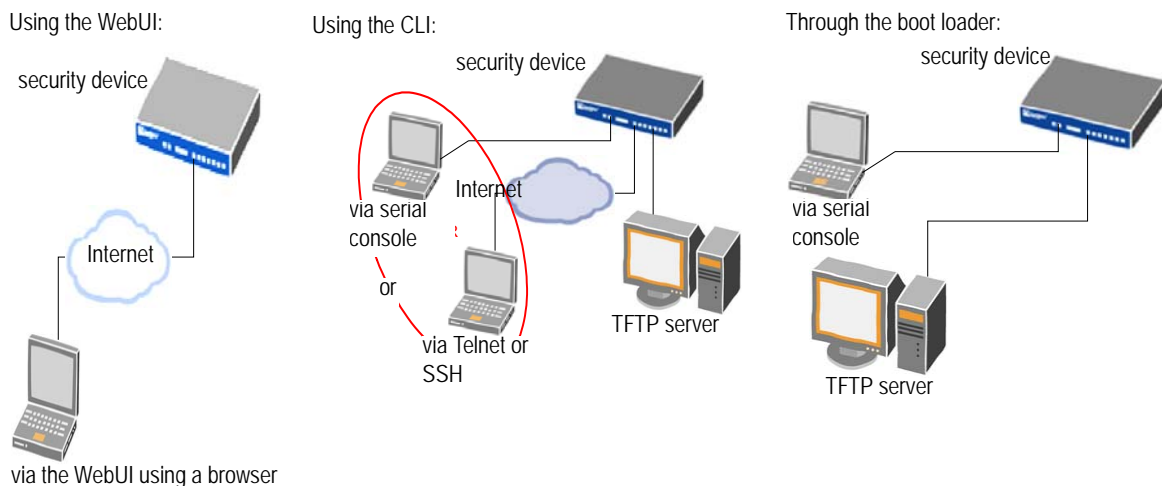 Using the WebUI:
security device
Internet
via the WebUI using a browser
Using the CLI:
security device
via serial
console
Internet
or
via Telnet or
SSH
TFTP server
Through the boot loader:
security device
via serial
console
TFTP server